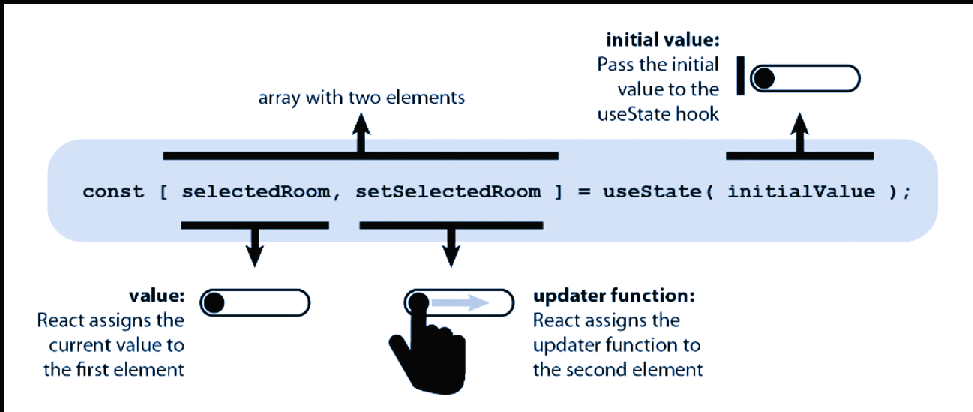 initial value:
Pass the initial
value to the
useState hook
array with two elements
const [ selectedRoom, setSelectedRoom ] = useState( initialValue );
value:
React assigns the
current value to
the first element
updater function:
React assigns the
updater function to
the second element